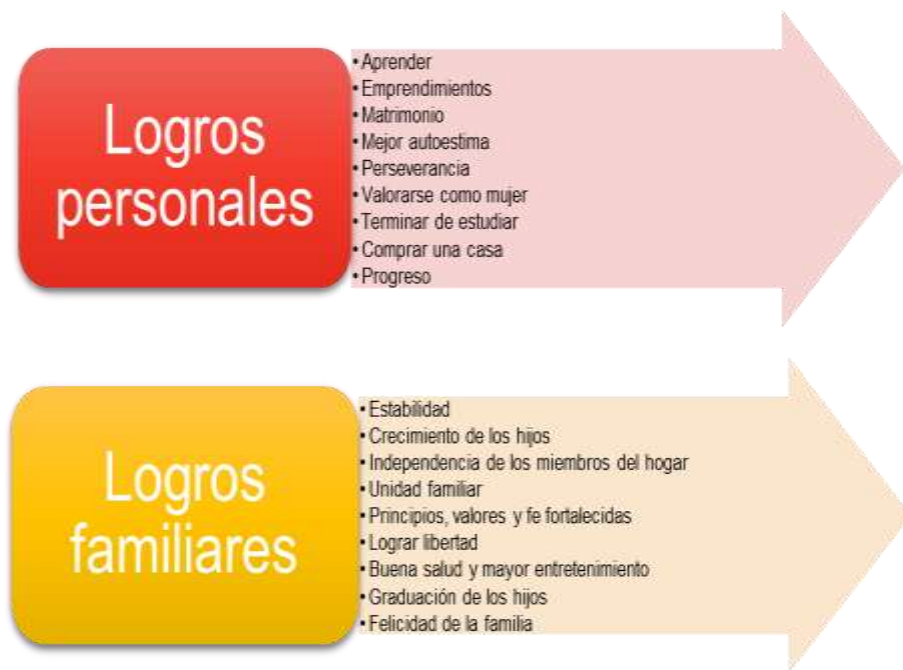 Logros
personales
• Aprender
• Emprendimientos
• Matrimonio
• Mejor autoestima
• Perseverancia
• Valorarse como mujer
• Terminar de estudiar
• Comprar una casa
• Progreso
Logros
familiares
• Estabilidad
• Crecimiento de los hijos
• Independencia de los miembros del hogar
• Unidad familiar
• Principios, valores y fe fortalecidas
• Lograr libertad
• Buena salud y mayor entretenimiento
• Graduación de los hijos
• Felicidad de la familia